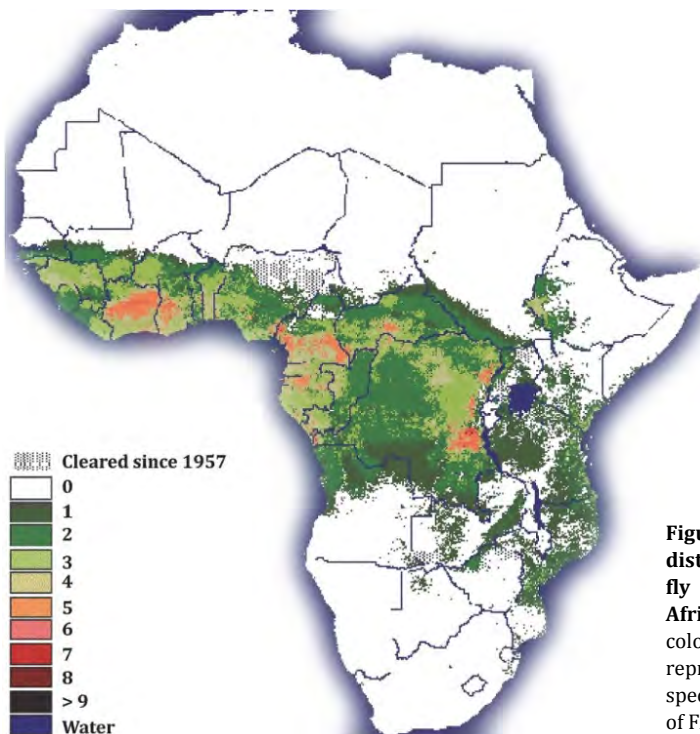 Cleared since 1957
0
1
2
3
4
5
6
7
8
> 9
Water
Figu
dist
fly
Afri
colo
repr
spec
of F